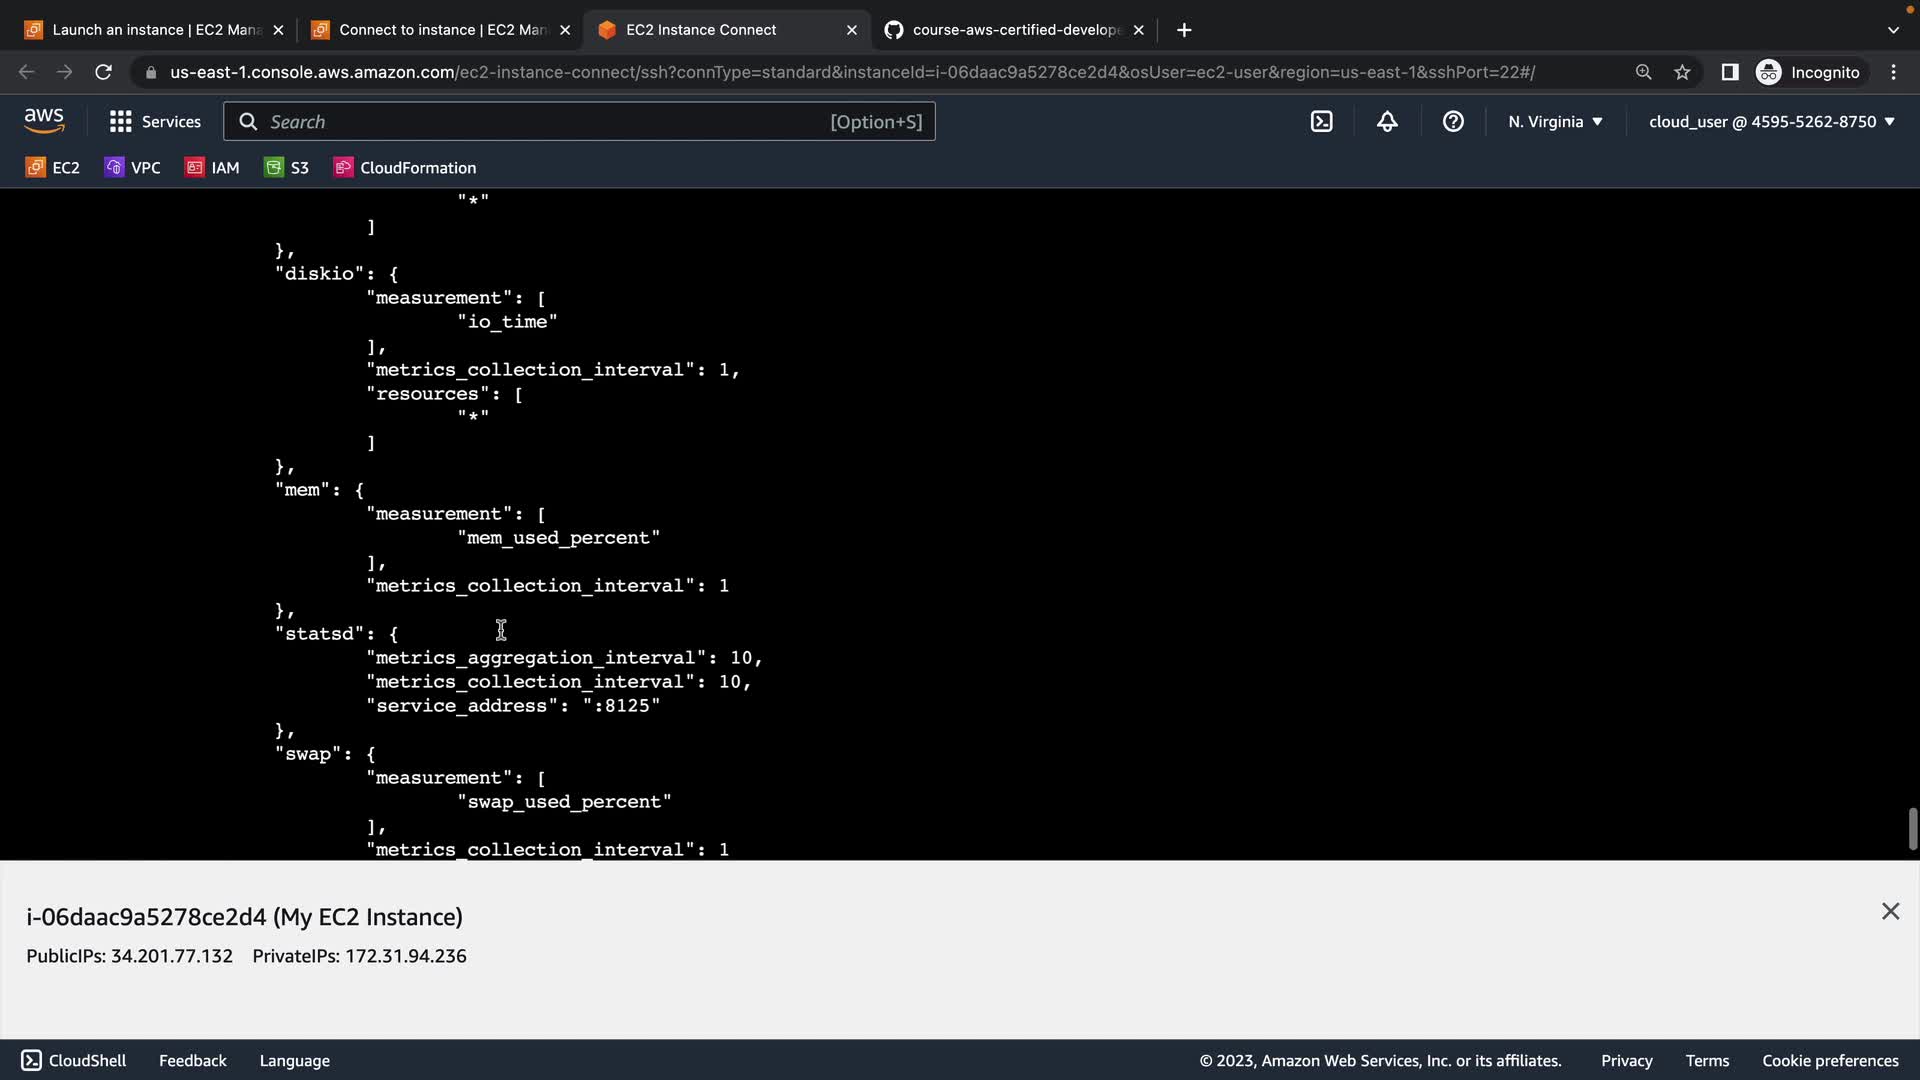 Launch an instance | EC2 Mana
Connect to instance | EC2 Man
EC2 Instance Connect
course-aws-certified-develope
us-east-1.console.aws.amazon.com/ec2-instance-connect/ssh?connType=standard&instanceId=i-06daac9a5278ce2d4&osUser=ec2-user&region=us-east-1&sshPort=22#/
Incognito
aws
Services
Search
[Option+S]
N. Virginia
cloud_user @ 4595-5262-8750
EC2
VPC
IAM
S3
CloudFormation
"*"
]
},
"diskio": {
"measurement": [
"io_time"
],
"metrics_collection_interval": 1,
"resources": [
"*"
]
},
"mem": {
"measurement": [
"mem_used_percent"
],
"metrics_collection_interval": 1
},
"statsd": {
"metrics_aggregation_interval": 10,
"metrics_collection_interval": 10,
"service_address": ":8125"
},
"swap": {
"measurement": [
"swap_used_percent"
],
"metrics_collection_interval": 1
i-06daac9a5278ce2d4 (My EC2 Instance)
PublicIPs: 34.201.77.132 PrivateIPs: 172.31.94.236
CloudShell
Feedback
Language
© 2023, Amazon Web Services, Inc. or its affiliates.
Privacy
Terms
Cookie preferences